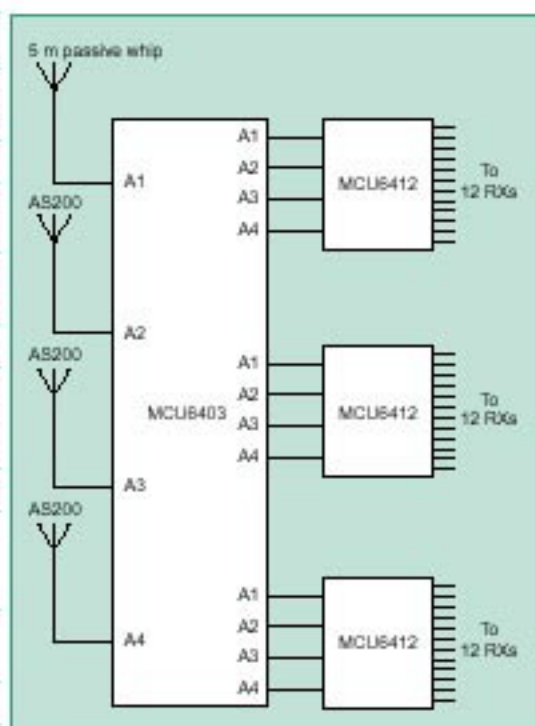 5 m passive whip
A1
AS200
A2
AS200
A3
AS200
A4
MCU6403
A1
A2
A3
A4
MCU6412
To
12 RXs
A1
A2
A3
A4
MCU6412
To
12 RXs
A1
A2
A3
A4
MCU6412
To
12 RXs